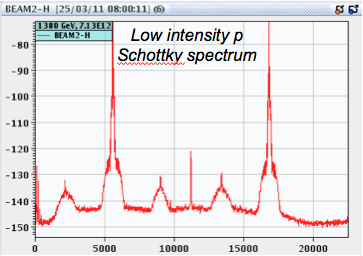 BEAM2-H [25/03/11 08:00:11] (6)
1380 GeV, 7.13E12
BEAM2-H
Low intensity p
Schottky spectrum
-80
-90
-100
-110
-120
-130
-140
-150
0
5000
10000
15000
20000